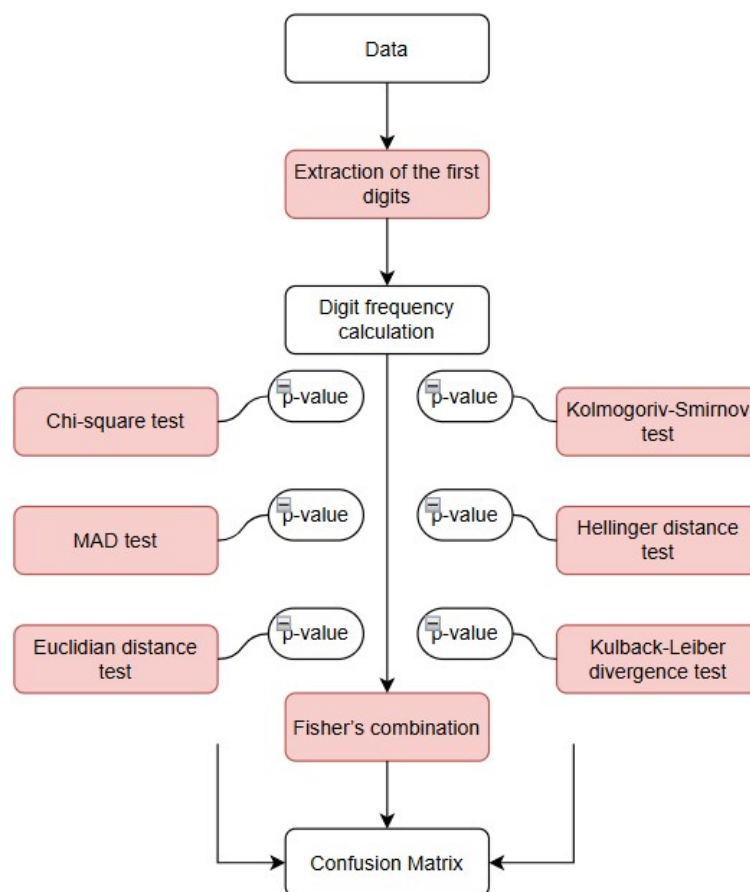 Data
Extraction of the first
digits
Digit frequency
calculation
p-value
p-value
Chi-square test
Kolmogoriv-Smirnov
test
p-value
p-value
MAD test
Hellinger distance
test
p-value
p-value
Euclidian distance
test
Kulback-Leiber
divergence test
Fisher's combination
Confusion Matrix